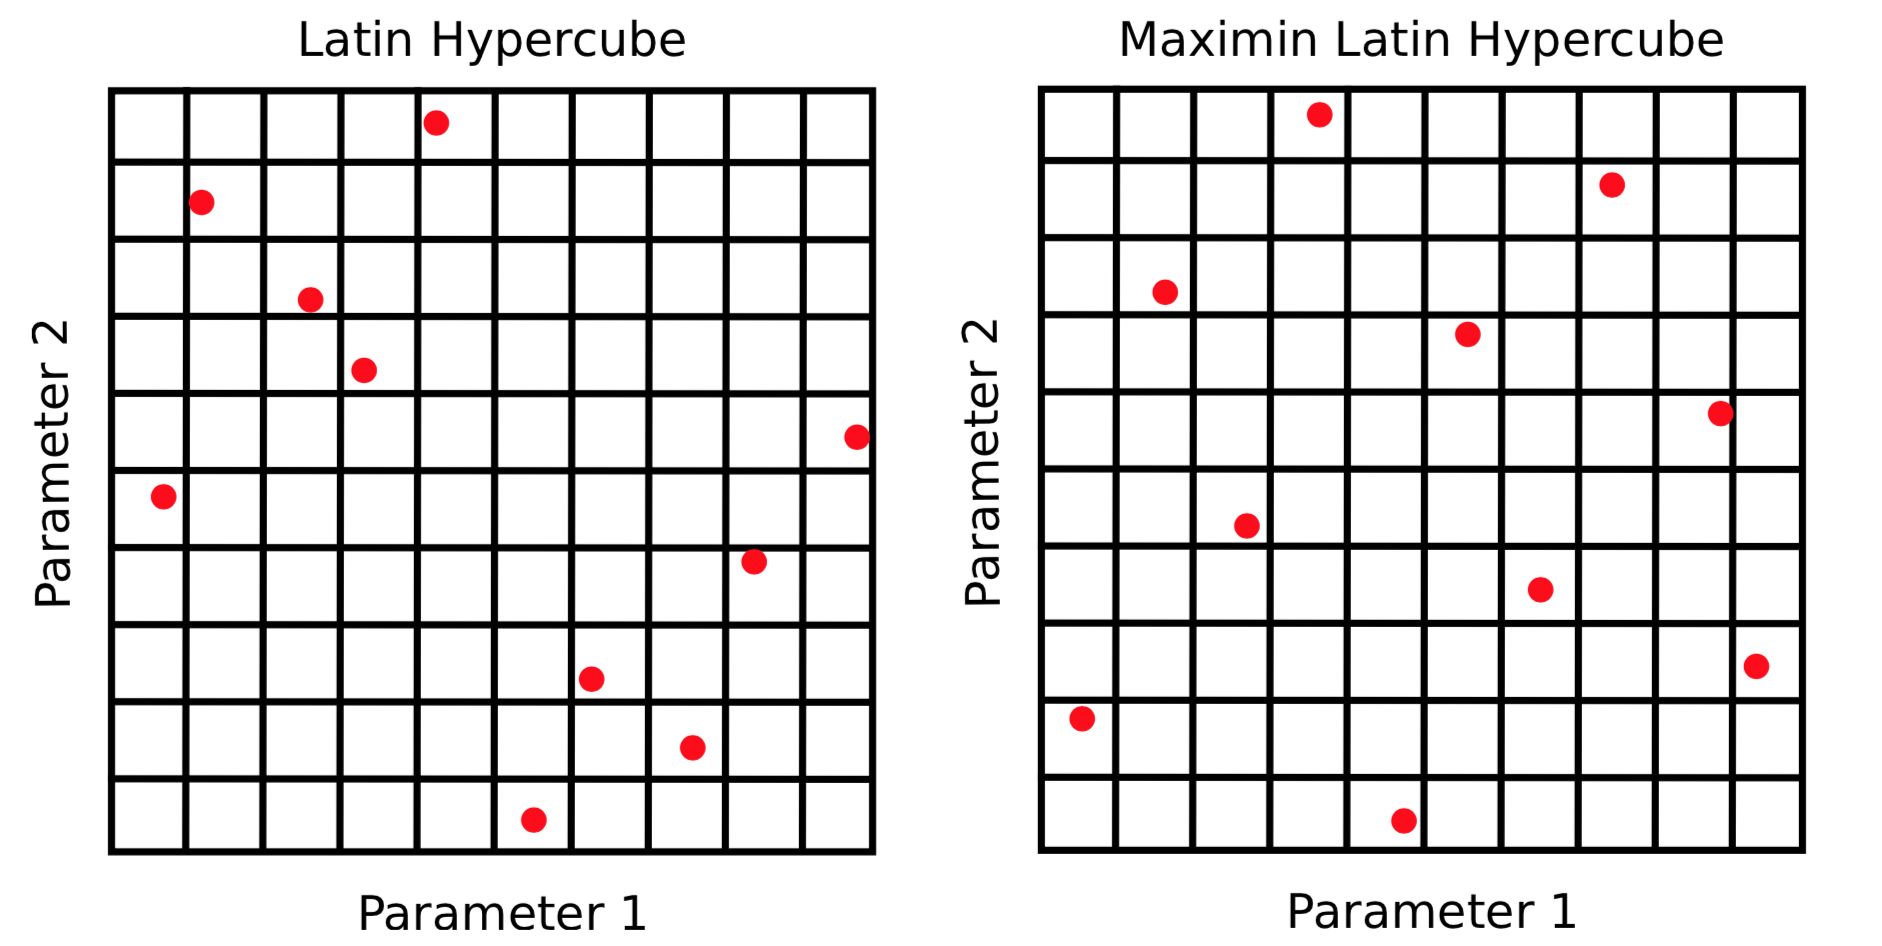 Latin Hypercube
Parameter 2
Parameter 1
Maximin Latin Hypercube
Parameter 2
Parameter 1